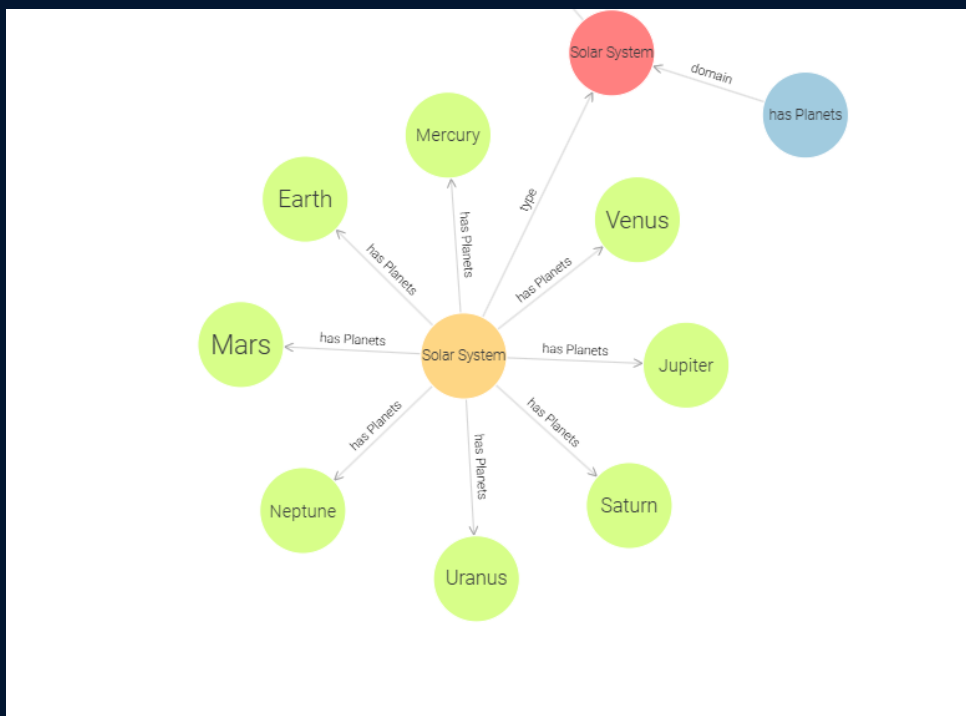 Solar System
domain
has Planets
Mercury
type
Earth
has Planets
Venus
has Planets
has Planets
Mars
has Planets
Solar System
has Planets
Jupiter
has Planets
has Planets
has Planets
Neptune
Saturn
Uranus